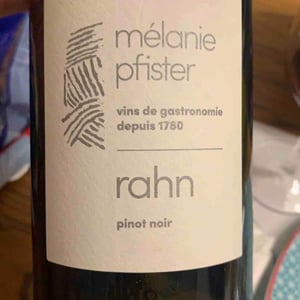 mélanie
pfister
vins de gastronomie
depuis 1780
rahn
pinot noir